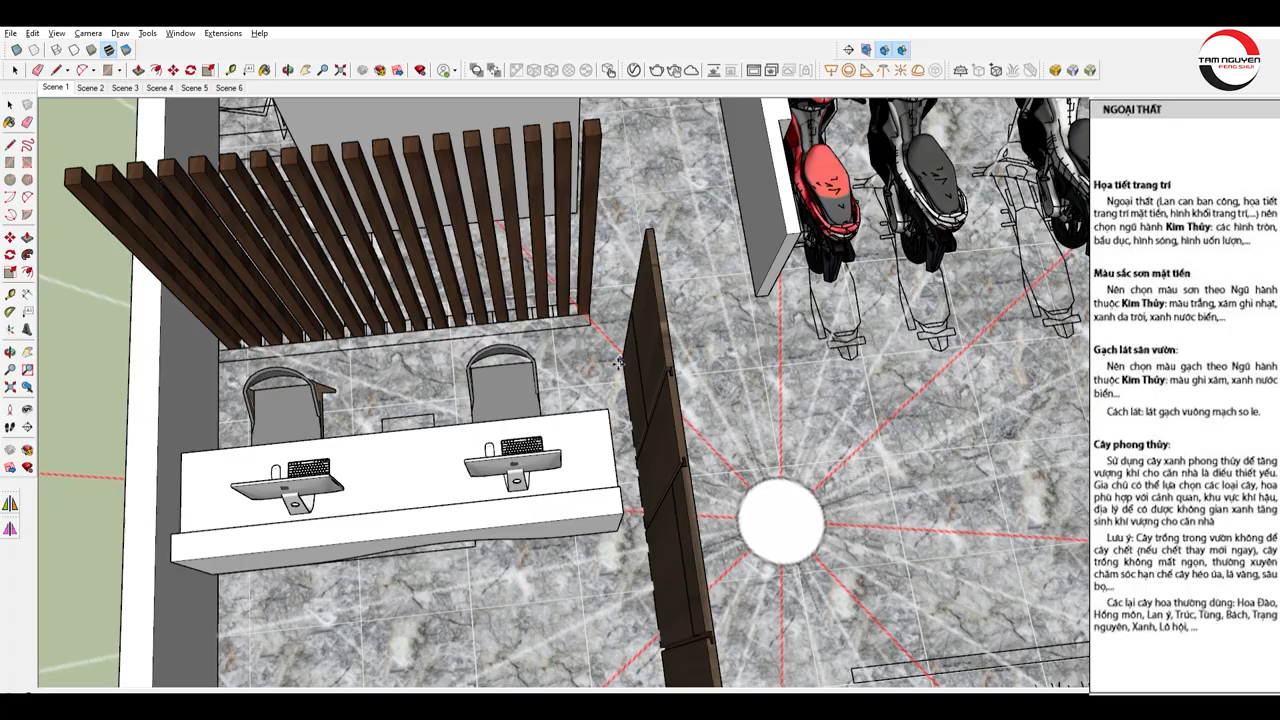 File Edit View Camera Draw Tools Window Extensions Help
TAM NGUYEN
FENG SHUI
Scene 1 Scene 2 Scene 3 Scene 4 Scene 5 Scene 6
NGOẠI THẤT
Họa tiết trang trí
Ngoại thất (Lan can ban công, họa tiết
trang trí mặt tiền, hình khối trang trí,...) nên
chọn ngũ hành Kim Thủy: các hình tròn,
bầu dục, hình sóng, hình uốn lượn,...
Màu sắc sơn mặt tiền
Nên chọn màu sơn theo Ngũ hành
thuộc Kim Thủy: màu trắng, xám ghi nhạt,
xanh da trời, xanh nước biển,...
Gạch lát sân vườn:
Nên chọn màu gạch theo Ngũ hành
thuộc Kim Thủy: màu ghi xám, xanh nước
biển...
Cách lát: lát gạch vuông mạch so le.
Cây phong thủy:
Sử dụng cây xanh phong thủy để tăng
vượng khí cho căn nhà là điều thiết yếu.
Gia chủ có thể lựa chọn các loại cây, hoa
phù hợp với cảnh quan, khu vực khí hậu,
địa lý để có được không gian xanh tăng
sinh khí vượng cho căn nhà
Lưu ý: Cây trồng trong vườn không để
cây chết (nếu chết thay mới ngay), cây
trồng không mất ngọn, thường xuyên
chăm sóc hạn chế cây héo úa, lá vàng, sâu
bọ,...
Các lại cây hoa thường dùng: Hoa Đào,
Hồng môn, Lan ý, Trúc, Tùng, Bách, Trạng
nguyên, Xanh, Lô hội, ...